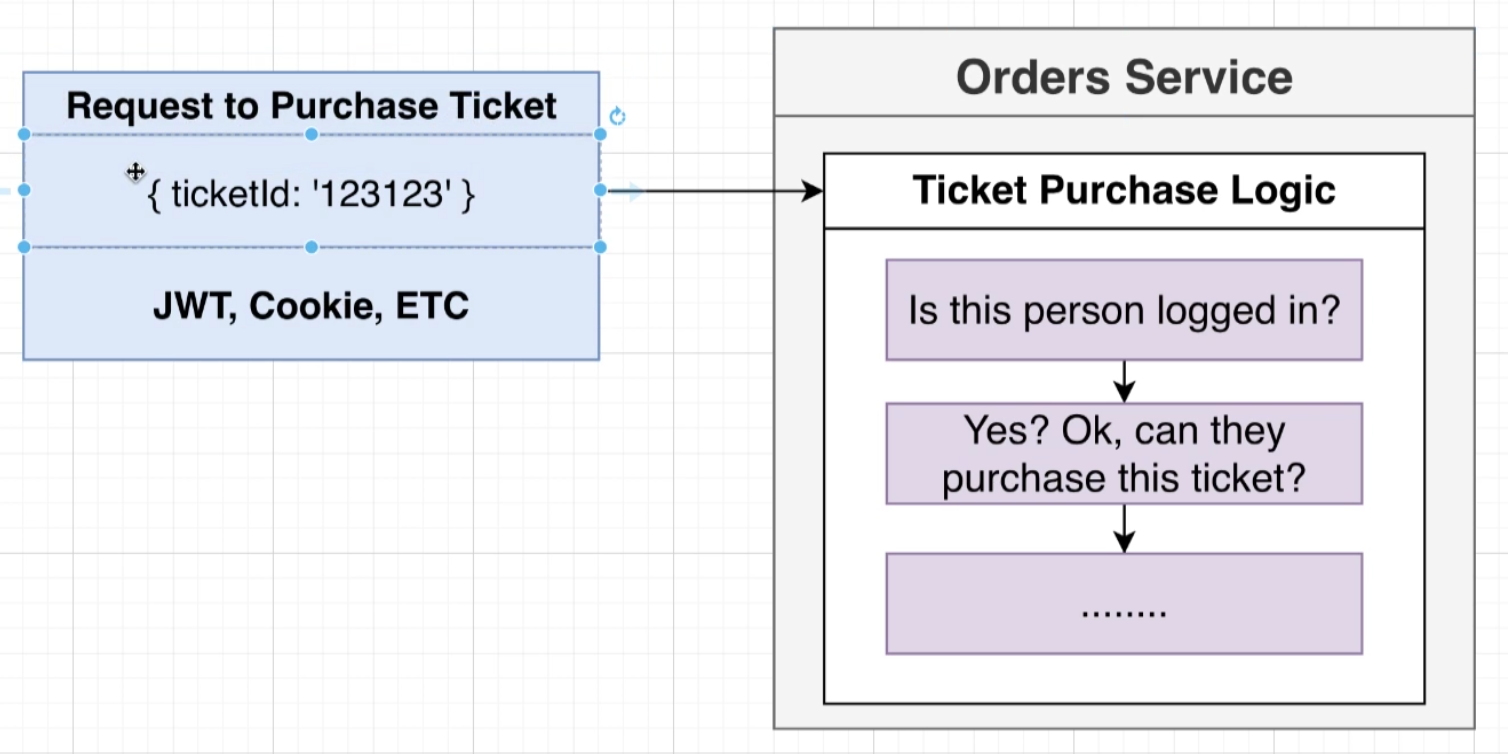 Request to Purchase Ticket
{ ticketId: '123123' }
JWT, Cookie, ETC
Orders Service
Ticket Purchase Logic
Is this person logged in?
Yes? Ok, can they
purchase this ticket?
........